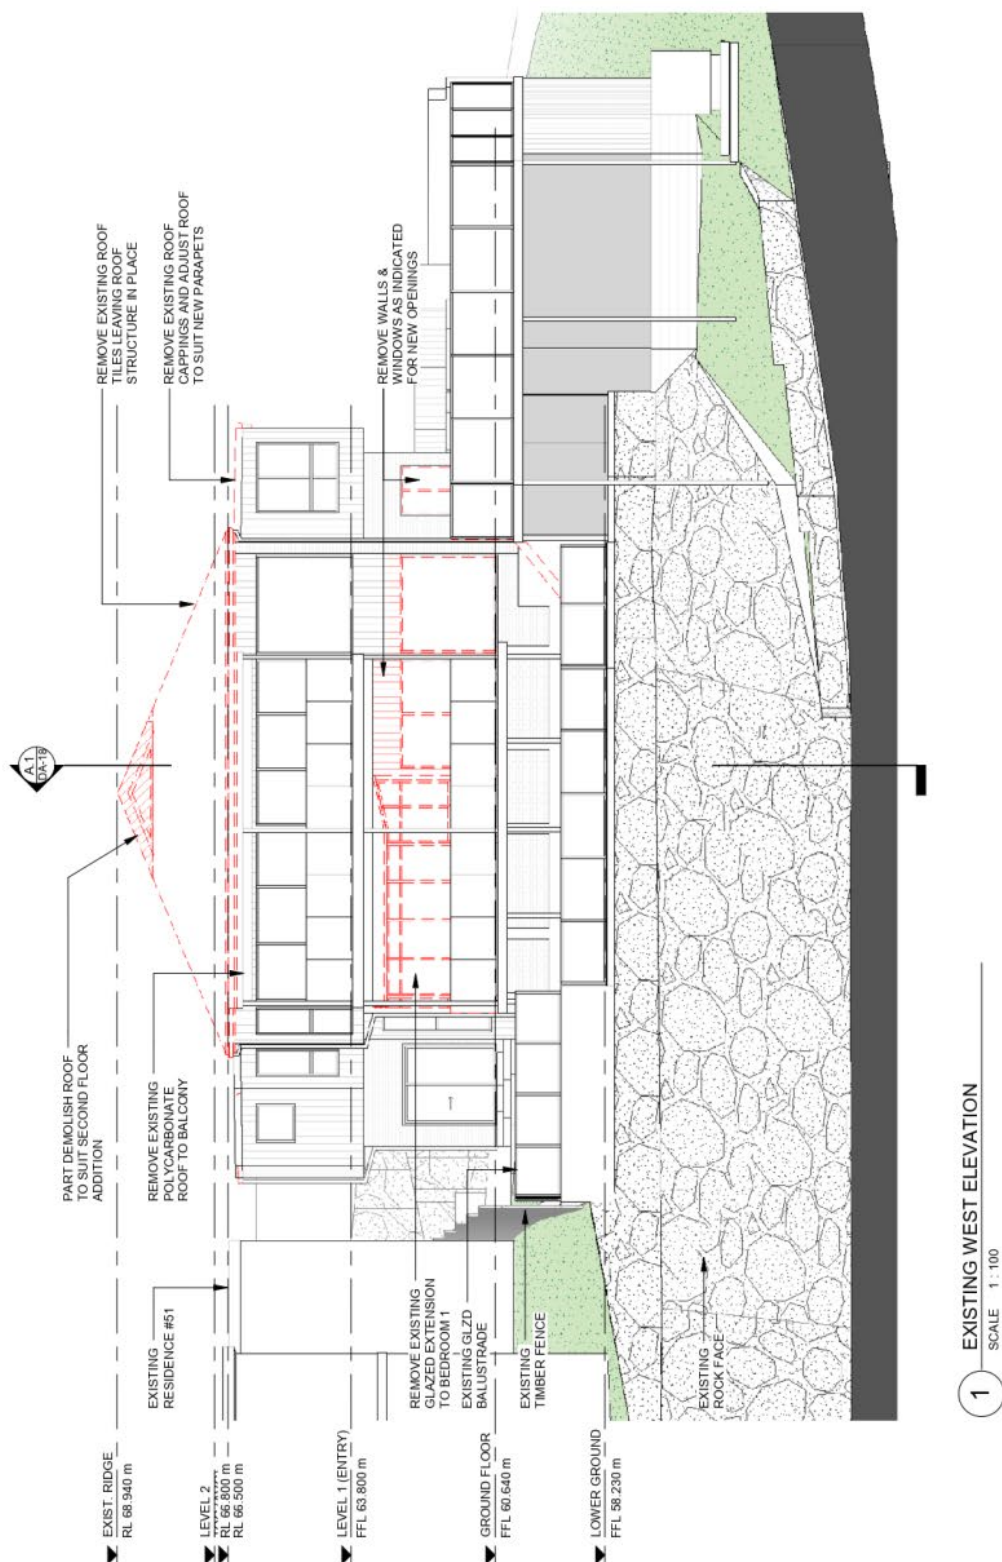 A.1
DA-18
REMOVE EXISTING ROOF
TILES LEAVING ROOF
STRUCTURE IN PLACE
REMOVE EXISTING ROOF
CAPPINGS AND ADJUST ROOF
TO SUIT NEW PARAPETS
REMOVE WALLS &
WINDOWS AS INDICATED
FOR NEW OPENINGS
PART DEMOLISH ROOF
TO SUIT SECOND FLOOR
ADDITION
REMOVE EXISTING
POLYCARBONATE
ROOF TO BALCONY
EXISTING
RESIDENCE #51
REMOVE EXISTING
GLAZED EXTENSION
TO BEDROOM 1
EXISTING GLZD
BALUSTRADE
EXISTING
TIMBER FENCE
EXISTING
ROCK FACE
EXIST. RIDGE
RL 68.940 m
LEVEL 2
RL 66.800 m
RL 66.500 m
LEVEL 1 (ENTRY)
FFL 63.800 m
GROUND FLOOR
FFL 60.640 m
LOWER GROUND
FFL 58.230 m
1
EXISTING WEST ELEVATION
SCALE 1 : 100